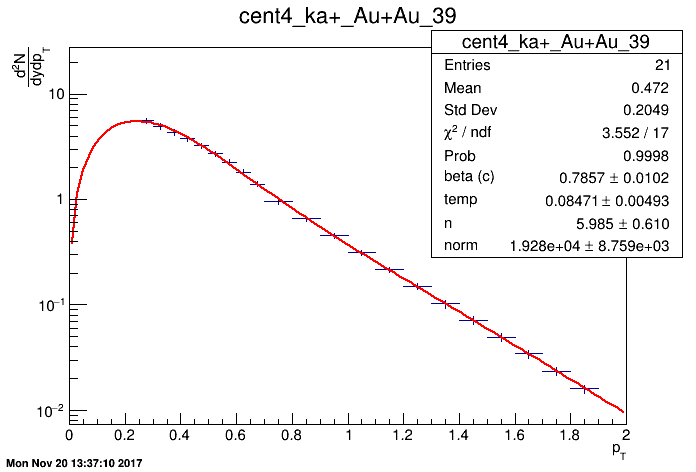 cent4_ka+_Au+Au_39
cent4_ka+_Au+Au_39
Entries 21
Mean 0.472
Std Dev 0.2049
χ² / ndf 3.552 / 17
Prob 0.9998
beta (c) 0.7857 ± 0.0102
temp 0.08471 ± 0.00493
n 5.985 ± 0.610
norm 1.928e+04 ± 8.759e+03
d²N
dydp_T
10
1
10⁻¹
10⁻²
0 0.2 0.4 0.6 0.8 1 1.2 1.4 1.6 1.8 2
p_T
Mon Nov 20 13:37:10 2017